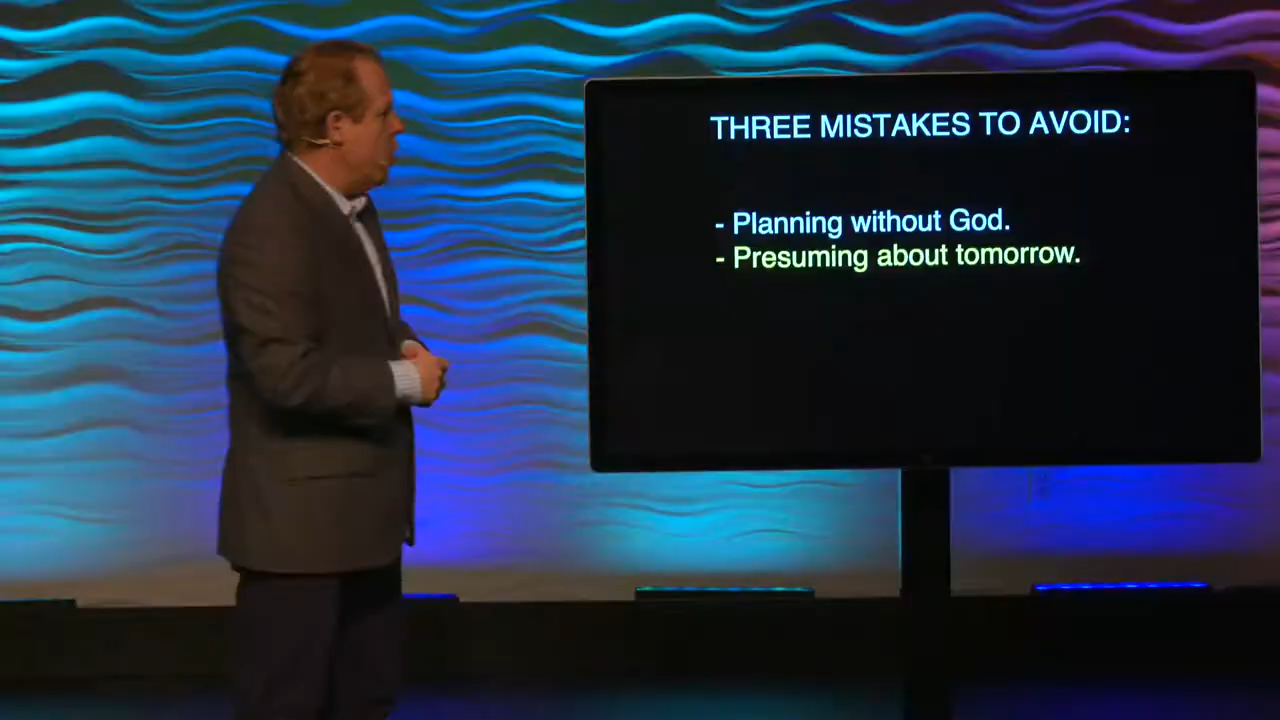 THREE MISTAKES TO AVOID:
- Planning without God.
- Presuming about tomorrow.